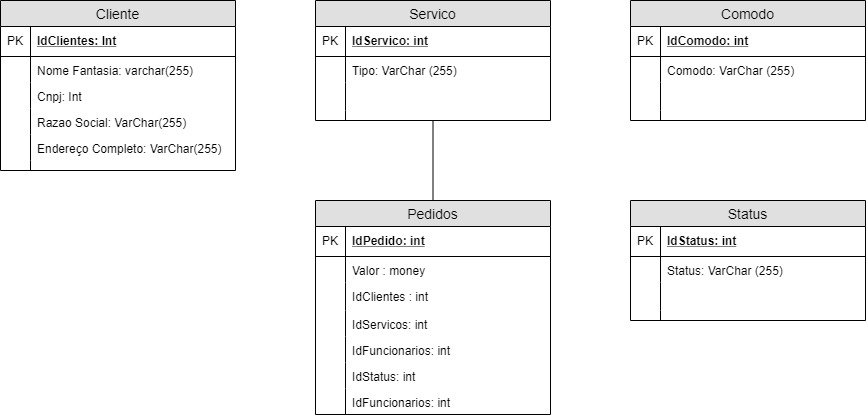 Cliente
PK IdClientes: Int
Nome Fantasia: varchar(255)
Cnpj: Int
Razao Social: VarChar(255)
Endereço Completo: VarChar(255)
Servico
PK IdServico: int
Tipo: VarChar (255)
Comodo
PK IdComodo: int
Comodo: VarChar (255)
Pedidos
PK IdPedido: int
Valor : money
IdClientes : int
IdServicos: int
IdFuncionarios: int
IdStatus: int
IdFuncionarios: int
Status
PK IdStatus: int
Status: VarChar (255)